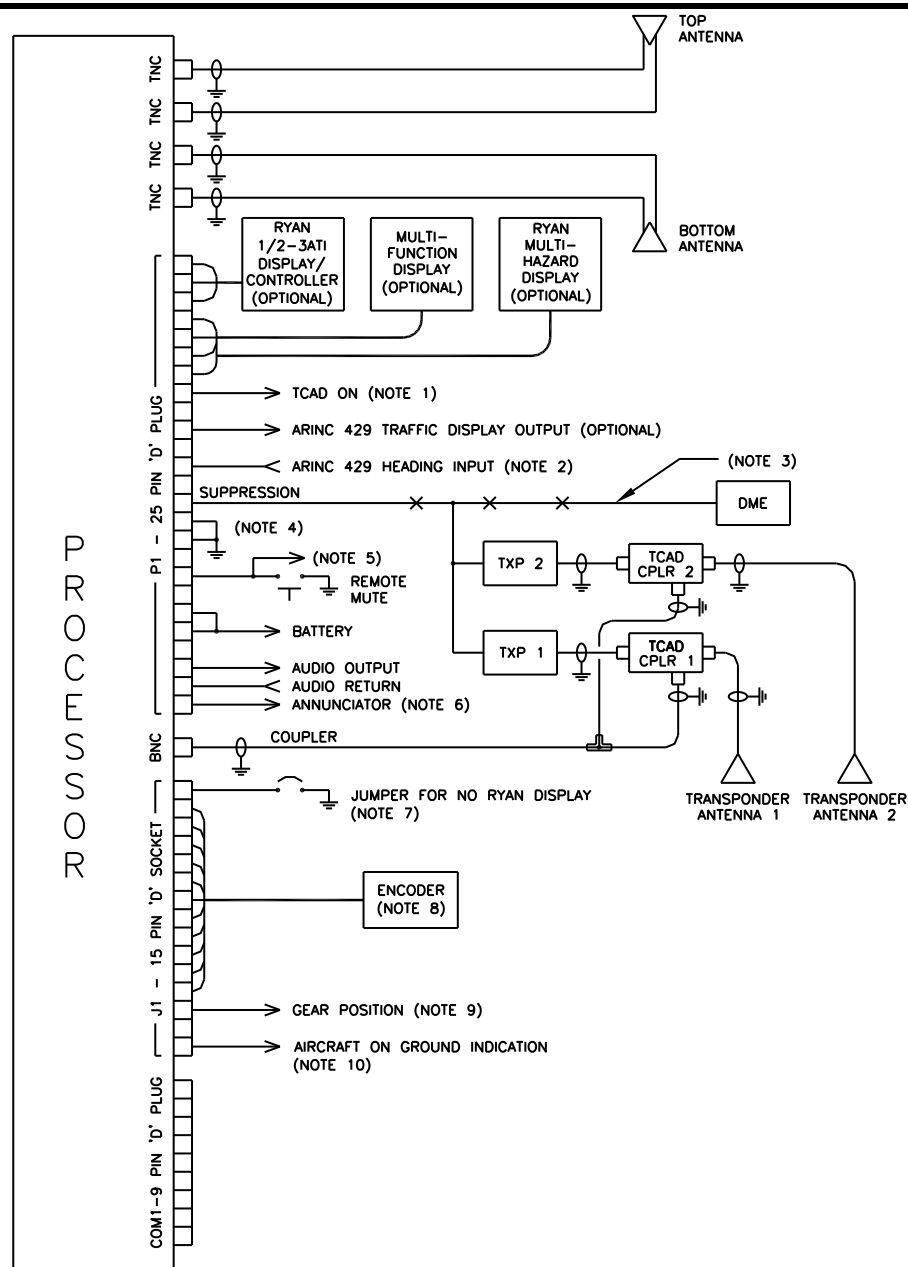 TOP
ANTENNA
TNC
TNC
TNC
TNC
BOTTOM
ANTENNA
RYAN
1/2-3ATI
DISPLAY/
CONTROLLER
(OPTIONAL)
MULTI-
FUNCTION
DISPLAY
(OPTIONAL)
RYAN
MULTI-
HAZARD
DISPLAY
(OPTIONAL)
P1 - 25 PIN 'D' PLUG
TCAD ON (NOTE 1)
ARINC 429 TRAFFIC DISPLAY OUTPUT (OPTIONAL)
ARINC 429 HEADING INPUT (NOTE 2)
(NOTE 3)
SUPPRESSION
DME
(NOTE 4)
(NOTE 5)
REMOTE
MUTE
TXP 2
TCAD
CPLR 2
BATTERY
TXP 1
TCAD
CPLR 1
AUDIO OUTPUT
AUDIO RETURN
ANNUNCIATOR (NOTE 6)
PROCESSOR
BNC
COUPLER
TRANSPONDER
ANTENNA 1
TRANSPONDER
ANTENNA 2
JUMPER FOR NO RYAN DISPLAY
(NOTE 7)
J1 - 15 PIN 'D' SOCKET
ENCODER
(NOTE 8)
GEAR POSITION (NOTE 9)
AIRCRAFT ON GROUND INDICATION
(NOTE 10)
COM1-9 PIN 'D' PLUG